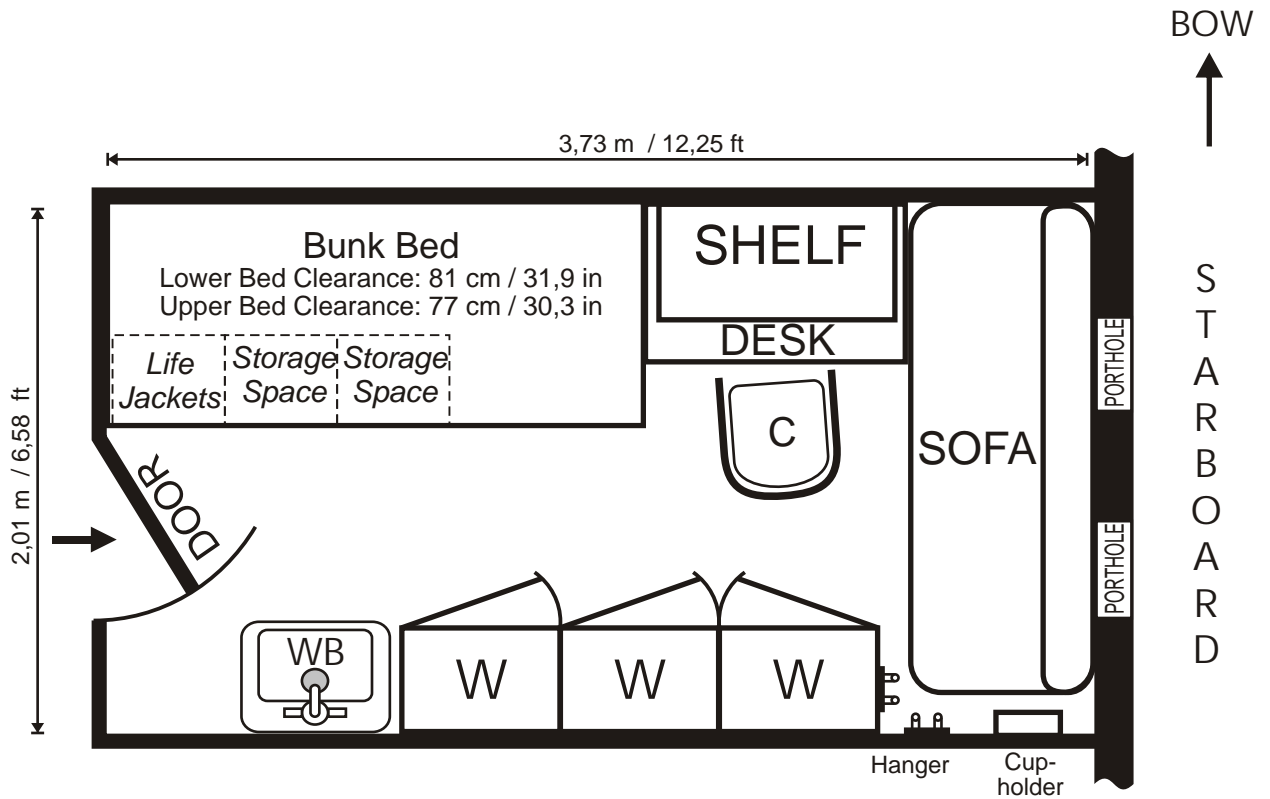 BOW
3,73 m / 12,25 ft
Bunk Bed
Lower Bed Clearance: 81 cm / 31,9 in
Upper Bed Clearance: 77 cm / 30,3 in
SHELF
DESK
Life
Jackets
Storage
Space
Storage
Space
C
SOFA
PORTHOLE
PORTHOLE
STARBOARD
2,01 m / 6,58 ft
DOOR
WB
W
W
W
Hanger
Cup-
holder